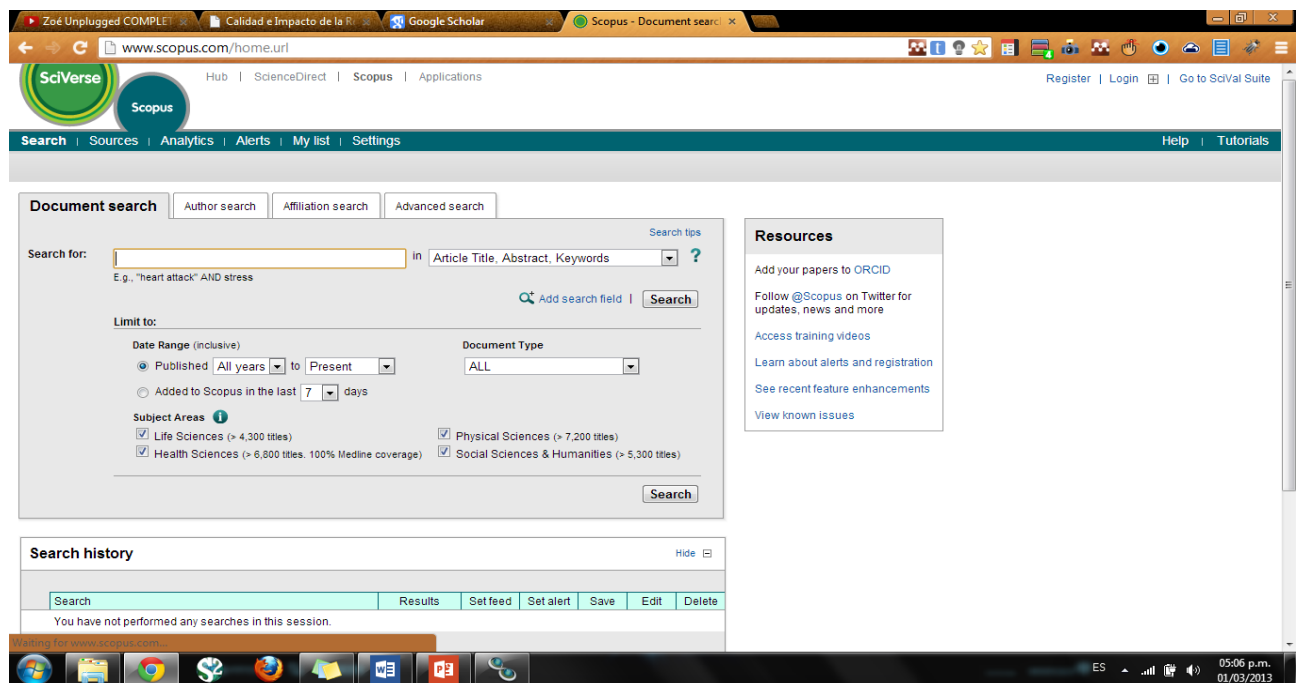 Zoé Unplugged COMPLET
Calidad e Impacto de la R
Google Scholar
Scopus - Document searcl
www.scopus.com/home.url
SciVerse
Scopus
Hub | ScienceDirect | Scopus | Applications
Register | Login | Go to SciVal Suite
Search | Sources | Analytics | Alerts | My list | Settings
Help | Tutorials
Document search
Author search
Affiliation search
Advanced search
Search tips
Search for:
in Article Title, Abstract, Keywords ?
E.g., "heart attack" AND stress
Add search field | Search
Limit to:
Date Range (inclusive)
Document Type
Published All years to Present
ALL
Added to Scopus in the last 7 days
Subject Areas
Life Sciences (> 4,300 titles)
Physical Sciences (> 7,200 titles)
Health Sciences (> 6,800 titles. 100% Medline coverage)
Social Sciences & Humanities (> 5,300 titles)
Search
Resources
Add your papers to ORCID
Follow @Scopus on Twitter for
updates, news and more
Access training videos
Learn about alerts and registration
See recent feature enhancements
View known issues
Search history
Hide
Search Results Set feed Set alert Save Edit Delete
You have not performed any searches in this session.
Waiting for www.scopus.com...
ES
05:06 p.m.
01/03/2013